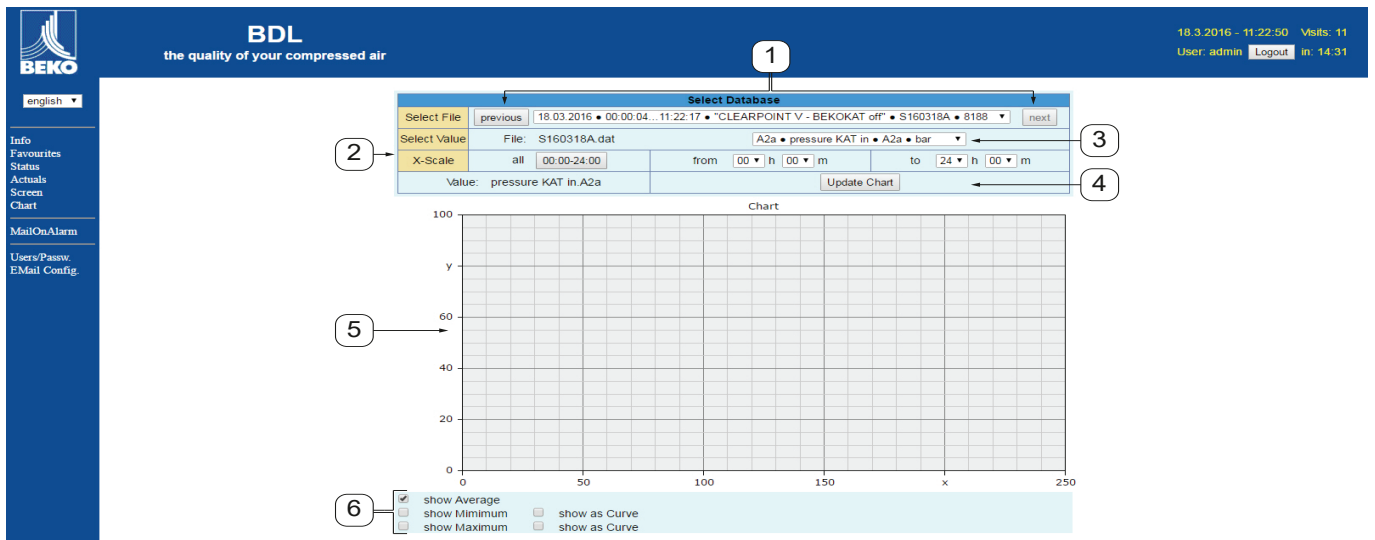 BEKO
BDL
the quality of your compressed air
18.3.2016 - 11:22:50 Visits: 11
User: admin Logout in: 14:31
english ▼
Info
Favourites
Status
Actuals
Screen
Chart
MailOnAlarm
Users/Passw.
EMail Config.
1
Select Database
Select File previous 18.03.2016 ● 00:00:04...11:22:17 ● "CLEARPOINT V - BEKOKAT off" ● S160318A ● 8188 ▼ next
Select Value File: S160318A.dat A2a ● pressure KAT in ● A2a ● bar ▼
X-Scale all 00:00-24:00 from 00 ▼ h 00 ▼ m to 24 ▼ h 00 ▼ m
Value: pressure KAT in.A2a Update Chart
2
3
4
Chart
100
y
60
40
20
0
0 50 100 150 x 250
5
6
show Average
show Mimimum show as Curve
show Maximum show as Curve